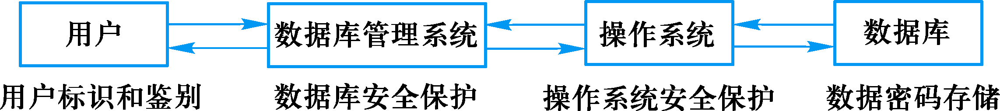 用户
数据库管理系统
操作系统
数据库
用户标识和鉴别
数据库安全保护
操作系统安全保护
数据密码存储